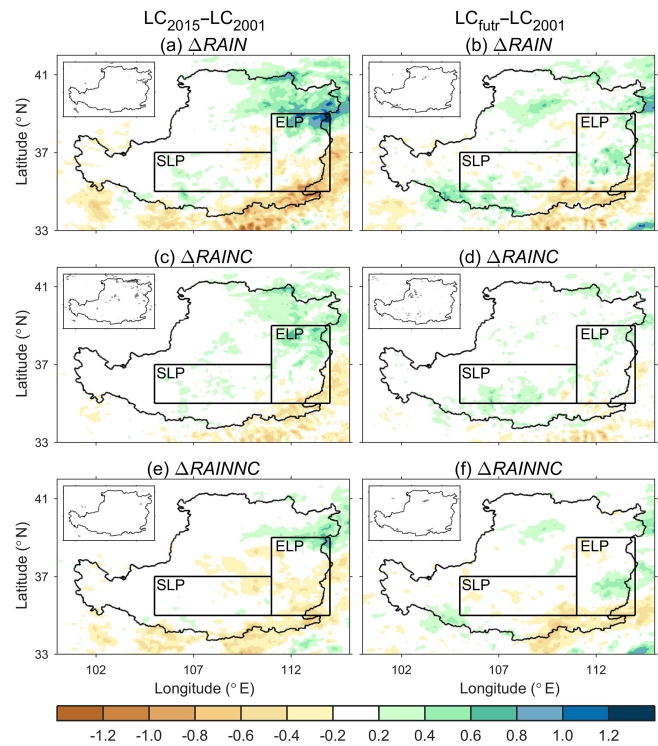 LC2015–LC2001 LCfutr–LC2001
(a) ΔRAIN (b) ΔRAIN
41
37
33
Latitude (° N)
SLP
ELP
SLP
ELP
(c) ΔRAINC (d) ΔRAINC
41
37
33
Latitude (° N)
SLP
ELP
SLP
ELP
(e) ΔRAINNC (f) ΔRAINNC
41
37
33
Latitude (° N)
SLP
ELP
SLP
ELP
102 107 112 102 107 112
Longitude (° E) Longitude (° E)
-1.2 -1.0 -0.8 -0.6 -0.4 -0.2 0.2 0.4 0.6 0.8 1.0 1.2